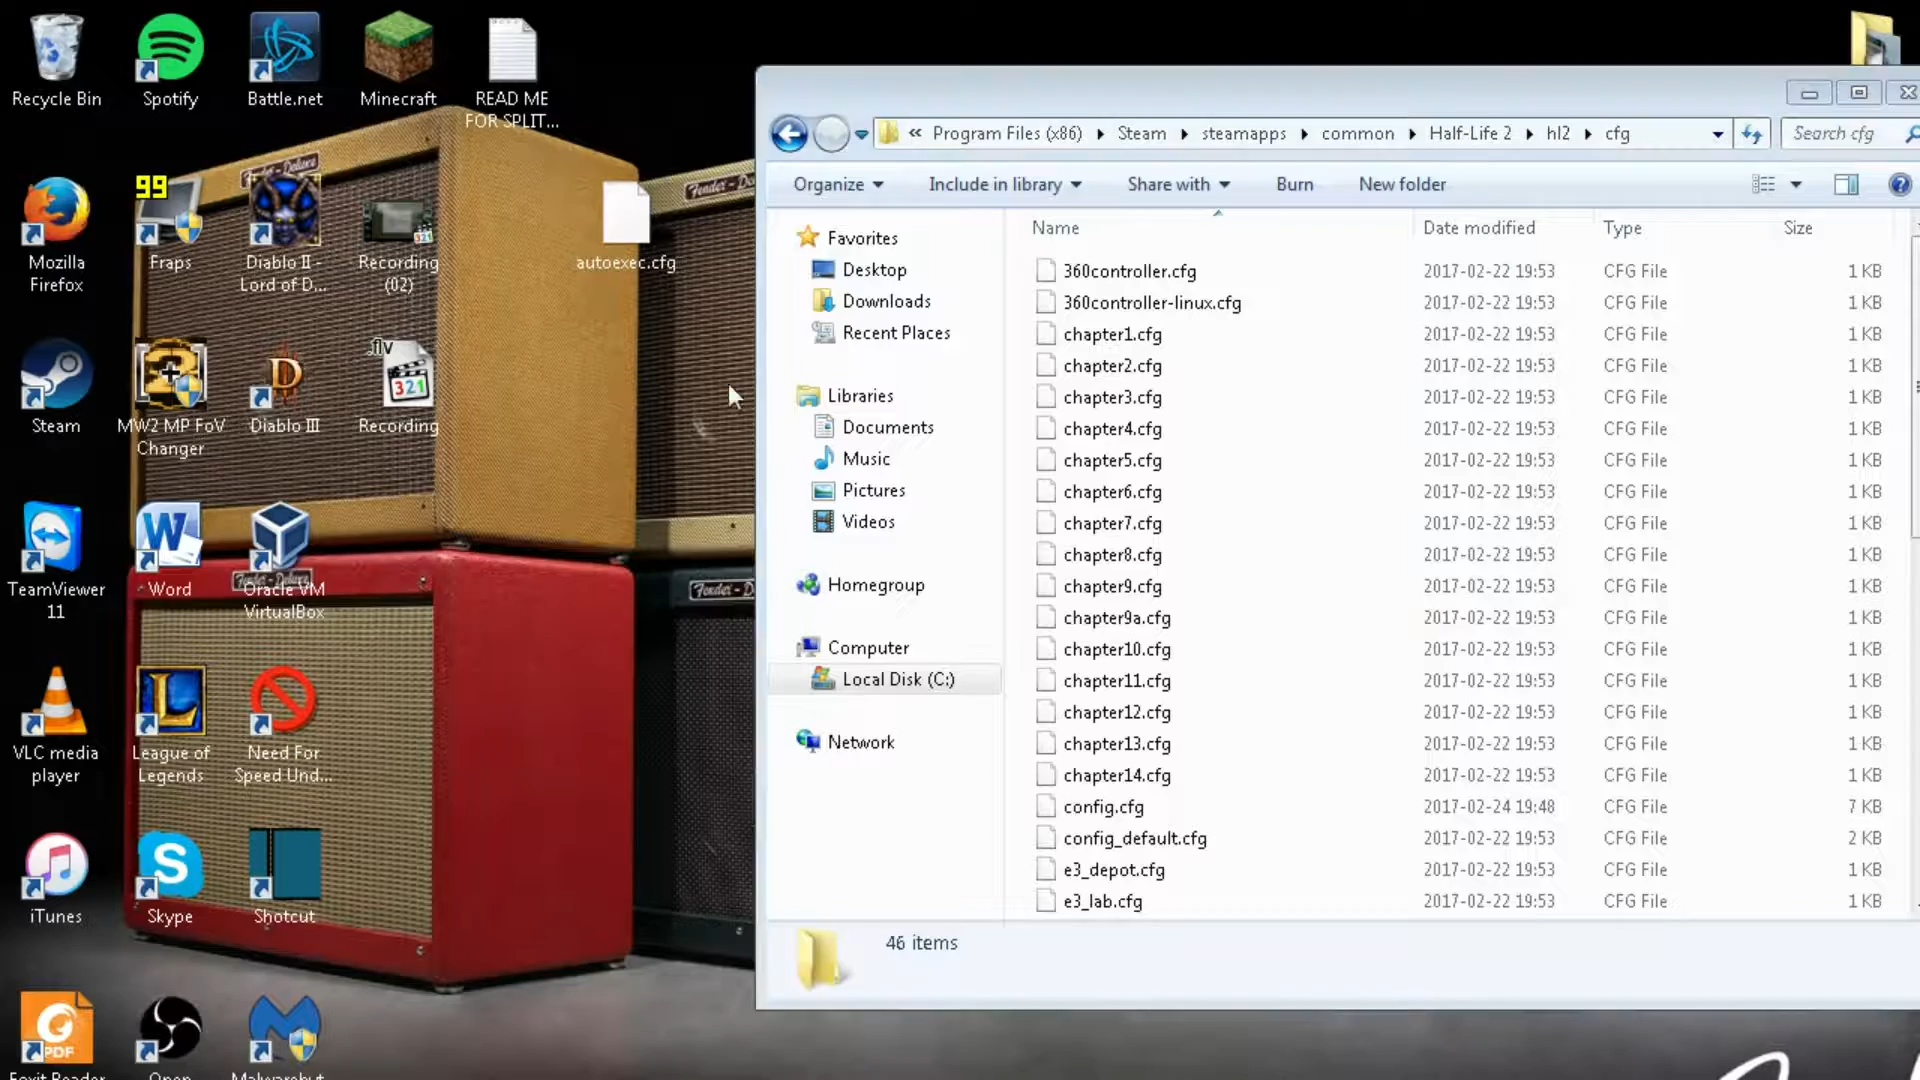 Recycle Bin
Spotify
Battle.net
Minecraft
READ ME
FOR SPLIT...
Mozilla
Firefox
99
Fraps
Diablo II -
Lord of D...
Recording
(02)
autoexec.cfg
Steam
MW2 MP FoV
Changer
Diablo III
.flv
321
Recording
TeamViewer
11
Word
Oracle VM
VirtualBox
VLC media
player
League of
Legends
Need For
Speed Und...
iTunes
Skype
Shotcut
PDF
Foxit Reader
Open
Malwarebyt...
« Program Files (x86) Steam steamapps common Half-Life 2 hl2 cfg
Search cfg
Organize Include in library Share with Burn New folder
Favorites
Desktop
Downloads
Recent Places
Libraries
Documents
Music
Pictures
Videos
Homegroup
Computer
Local Disk (C:)
Network
Name Date modified Type Size
360controller.cfg 2017-02-22 19:53 CFG File 1 KB
360controller-linux.cfg 2017-02-22 19:53 CFG File 1 KB
chapter1.cfg 2017-02-22 19:53 CFG File 1 KB
chapter2.cfg 2017-02-22 19:53 CFG File 1 KB
chapter3.cfg 2017-02-22 19:53 CFG File 1 KB
chapter4.cfg 2017-02-22 19:53 CFG File 1 KB
chapter5.cfg 2017-02-22 19:53 CFG File 1 KB
chapter6.cfg 2017-02-22 19:53 CFG File 1 KB
chapter7.cfg 2017-02-22 19:53 CFG File 1 KB
chapter8.cfg 2017-02-22 19:53 CFG File 1 KB
chapter9.cfg 2017-02-22 19:53 CFG File 1 KB
chapter9a.cfg 2017-02-22 19:53 CFG File 1 KB
chapter10.cfg 2017-02-22 19:53 CFG File 1 KB
chapter11.cfg 2017-02-22 19:53 CFG File 1 KB
chapter12.cfg 2017-02-22 19:53 CFG File 1 KB
chapter13.cfg 2017-02-22 19:53 CFG File 1 KB
chapter14.cfg 2017-02-22 19:53 CFG File 1 KB
config.cfg 2017-02-24 19:48 CFG File 7 KB
config_default.cfg 2017-02-22 19:53 CFG File 2 KB
e3_depot.cfg 2017-02-22 19:53 CFG File 1 KB
e3_lab.cfg 2017-02-22 19:53 CFG File 1 KB
46 items